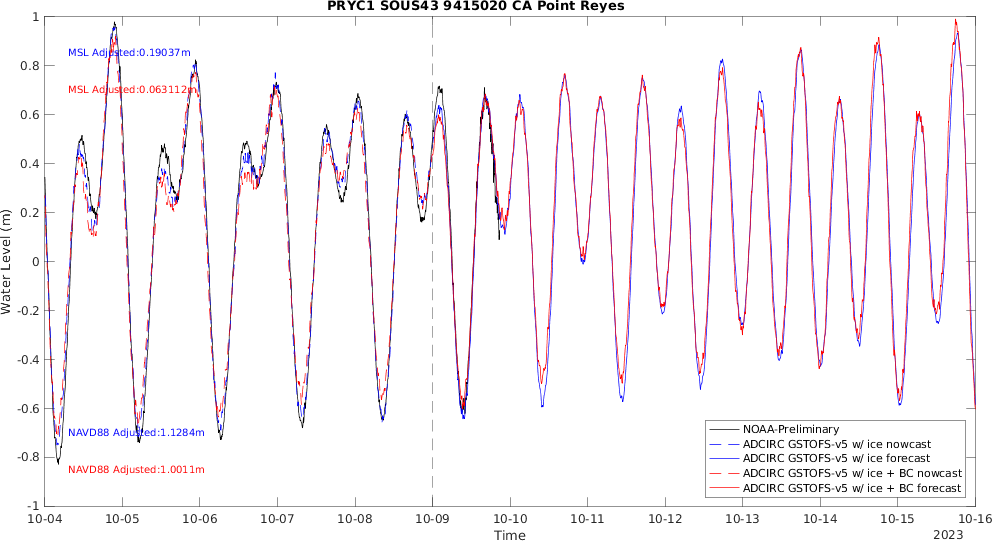 PRYC1 SOUS43 9415020 CA Point Reyes
1
0.8
0.6
0.4
0.2
0
-0.2
-0.4
-0.6
-0.8
-1
Water Level (m)
MSL Adjusted:0.19037m
MSL Adjusted:0.063112m
NAVD88 Adjusted:1.1284m
NAVD88 Adjusted:1.0011m
NOAA-Preliminary
ADCIRC GSTOFS-v5 w/ ice nowcast
ADCIRC GSTOFS-v5 w/ ice forecast
ADCIRC GSTOFS-v5 w/ ice + BC nowcast
ADCIRC GSTOFS-v5 w/ ice + BC forecast
10-04 10-05 10-06 10-07 10-08 10-09 10-10 10-11 10-12 10-13 10-14 10-15 10-16
Time
2023